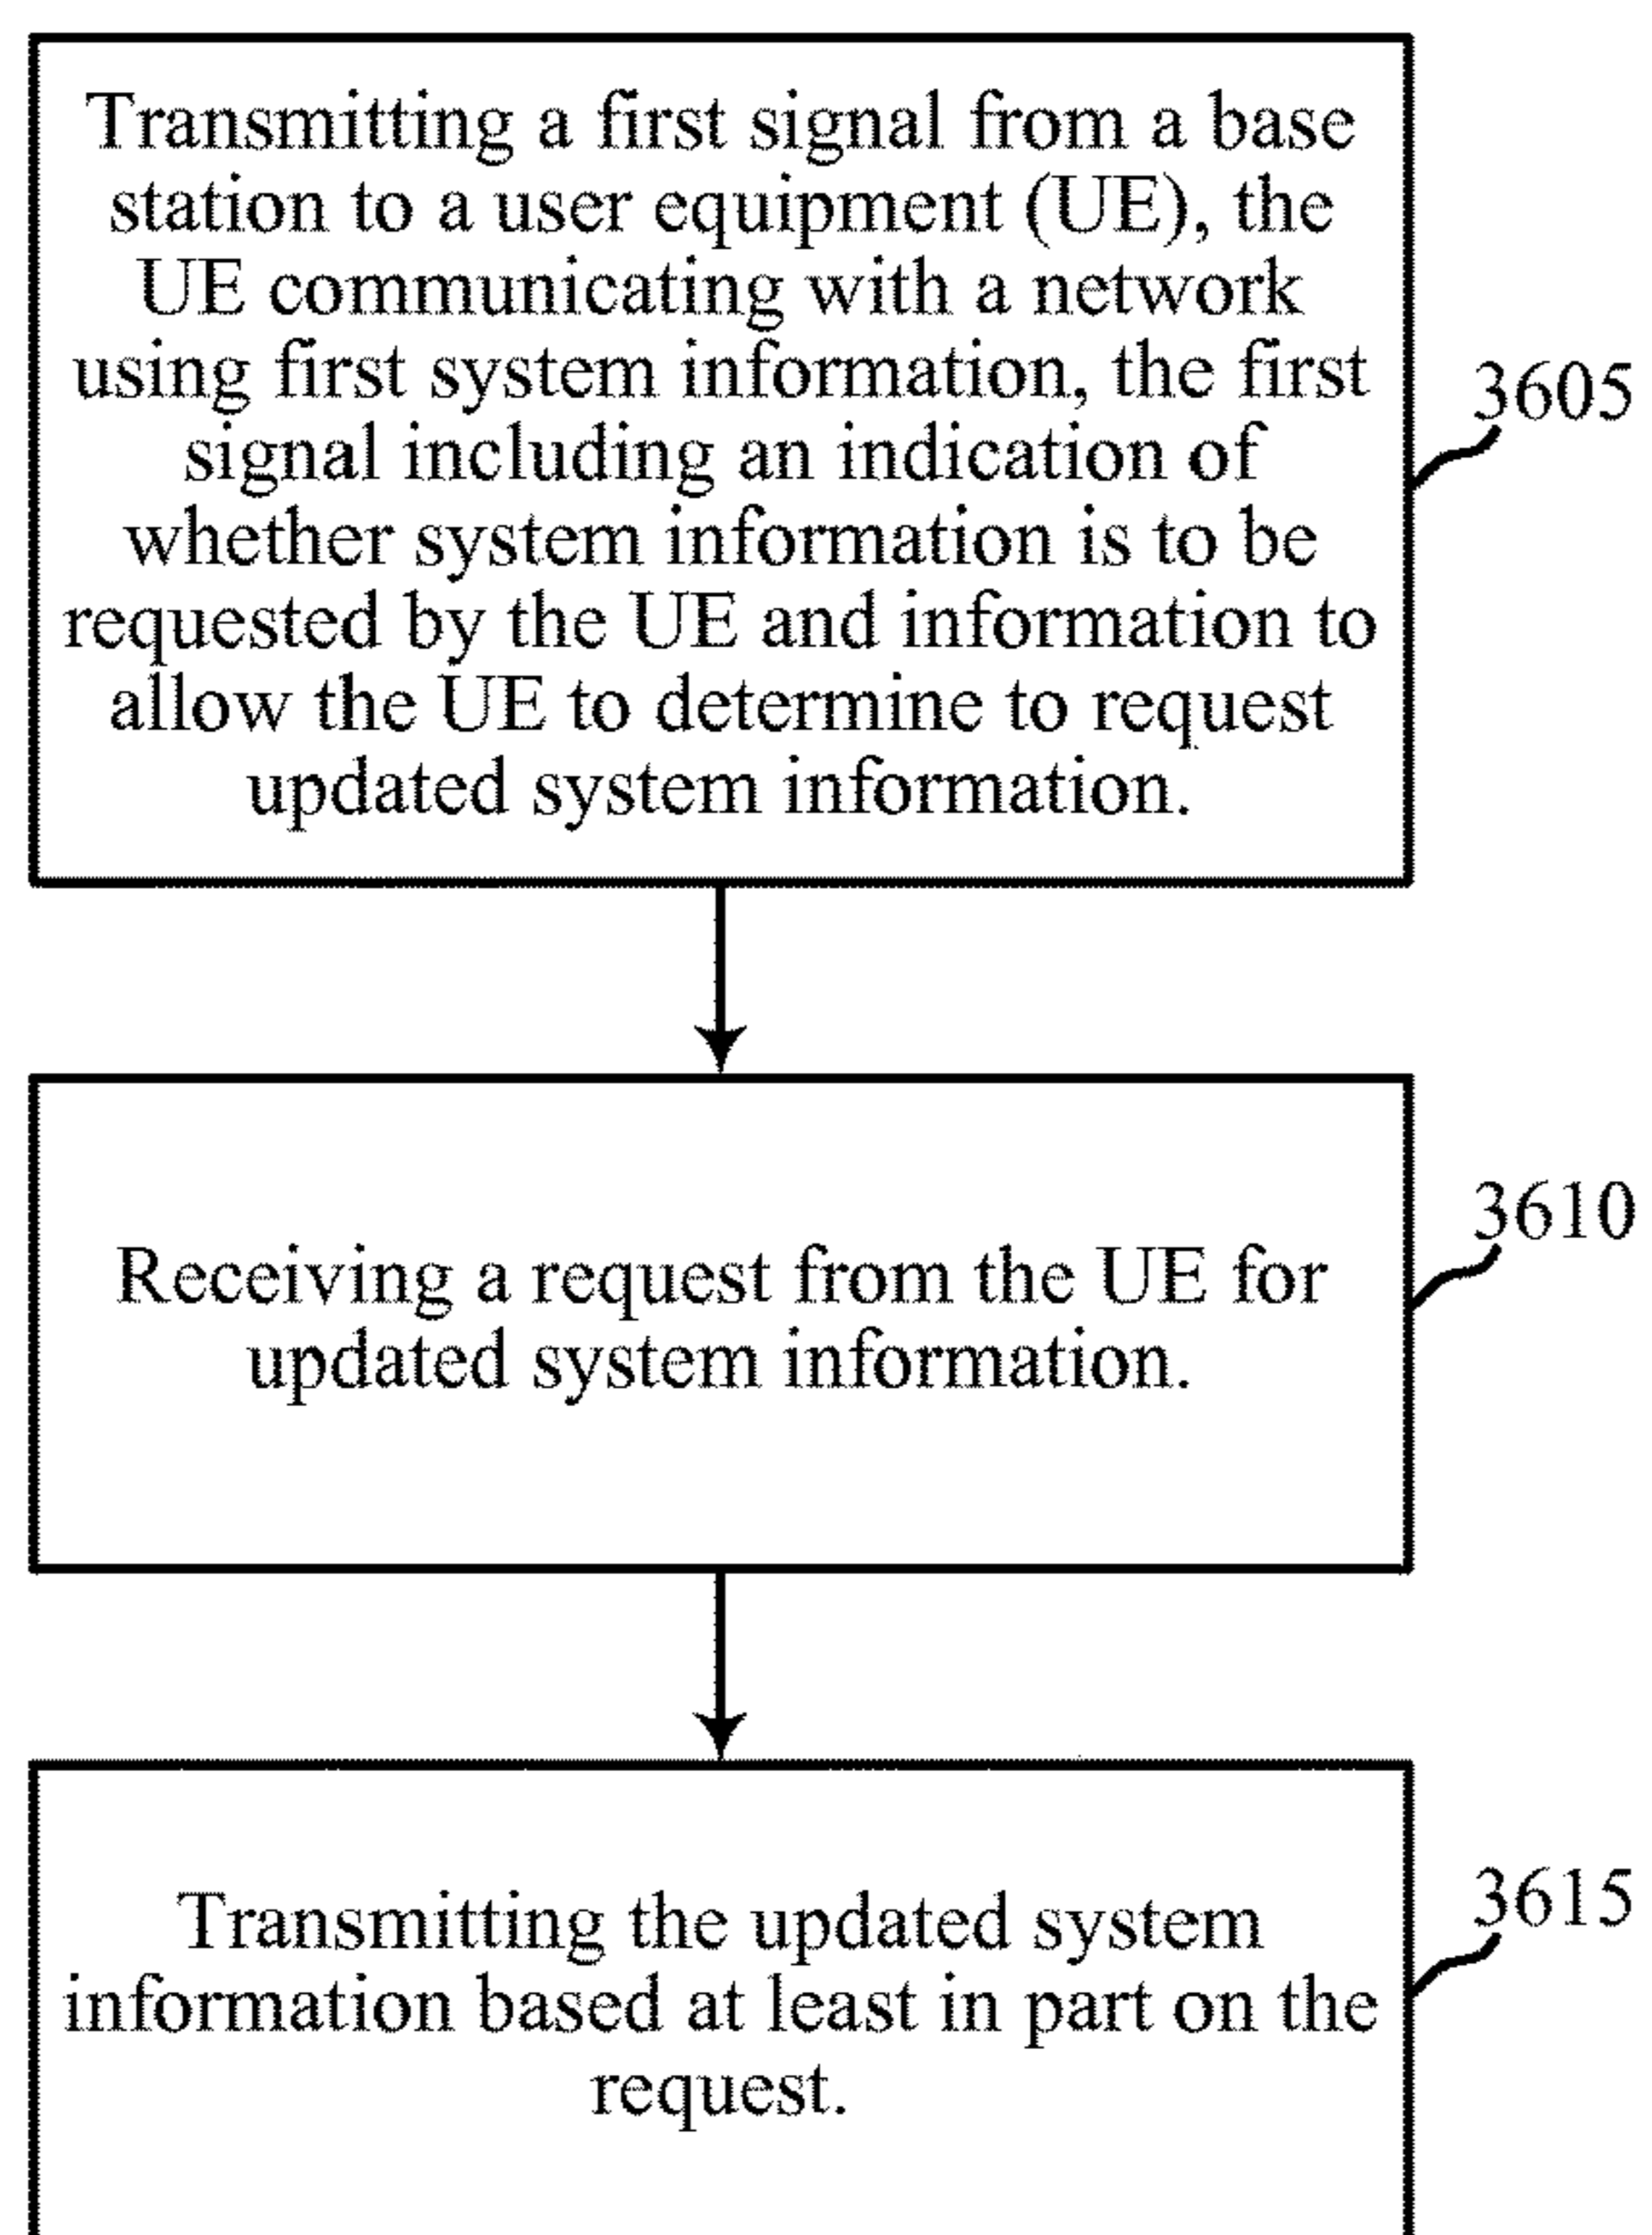 Transmitting a first signal from a base
station to a user equipment (UE), the
UE communicating with a network
using first system information, the first
signal including an indication of
whether system information is to be
requested by the UE and information to
allow the UE to determine to request
updated system information.
3605
Receiving a request from the UE for
updated system information.
3610
Transmitting the updated system
information based at least in part on the
request.
3615